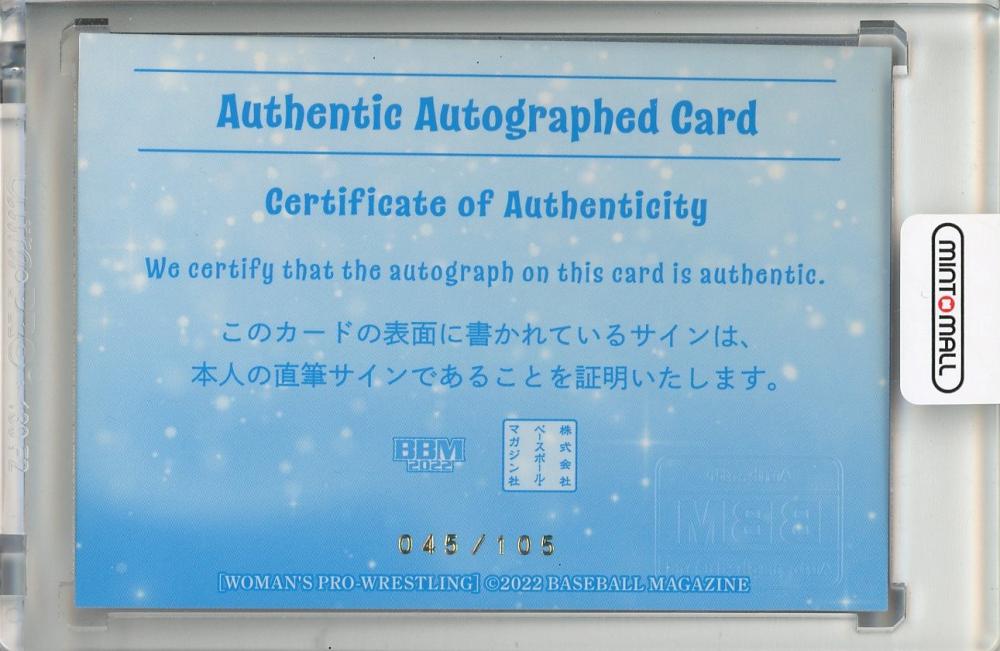 Authentic Autographed Card
Certificate of Authenticity
We certify that the autograph on this card is authentic.
このカードの表面に書かれているサインは、
本人の直筆サインであることを証明いたします。
BBM
2022
株式会社
ベースボール・
マガジン社
045/105
[WOMAN'S PRO-WRESTLING] ©2022 BASEBALL MAGAZINE
MINT MALL
BBM